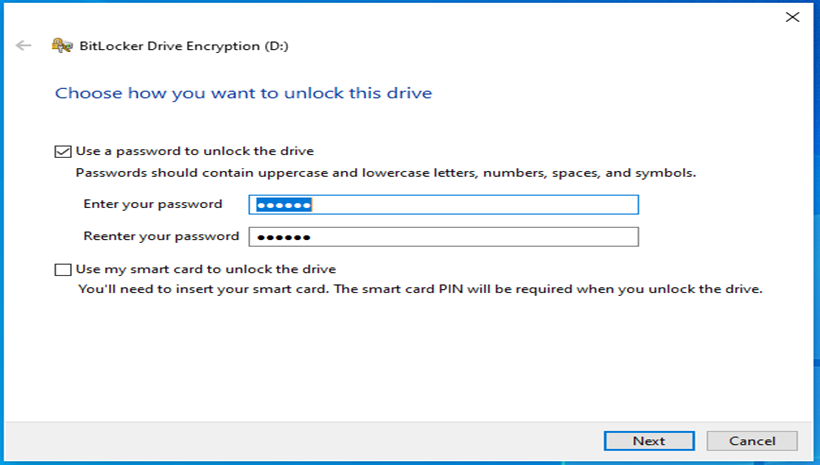 BitLocker Drive Encryption (D:)
Choose how you want to unlock this drive
Use a password to unlock the drive
Passwords should contain uppercase and lowercase letters, numbers, spaces, and symbols.
Enter your password ●●●●●●
Reenter your password ●●●●●●
Use my smart card to unlock the drive
You'll need to insert your smart card. The smart card PIN will be required when you unlock the drive.
Next Cancel